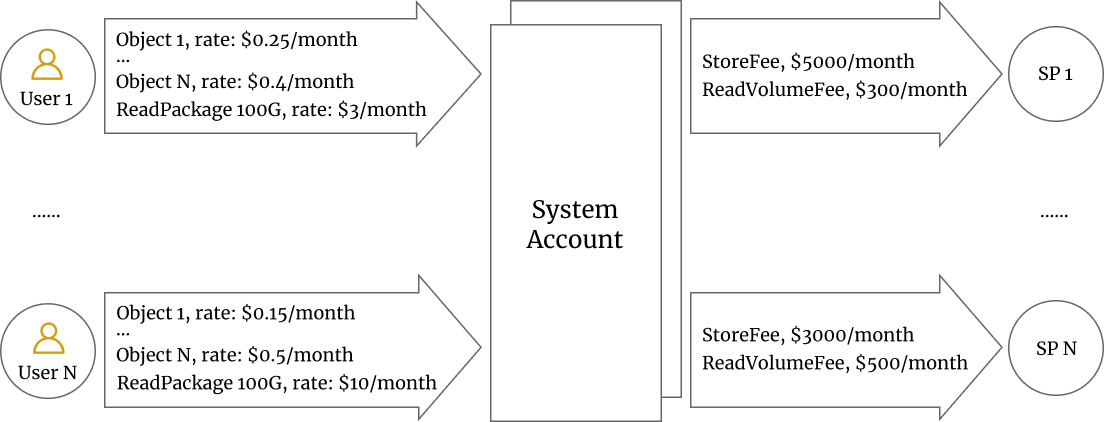 User 1
Object 1, rate: $0.25/month
...
Object N, rate: $0.4/month
ReadPackage 100G, rate: $3/month
StoreFee, $5000/month
ReadVolumeFee, $300/month
SP 1
......
System
Account
......
User N
Object 1, rate: $0.15/month
...
Object N, rate: $0.5/month
ReadPackage 100G, rate: $10/month
StoreFee, $3000/month
ReadVolumeFee, $500/month
SP N